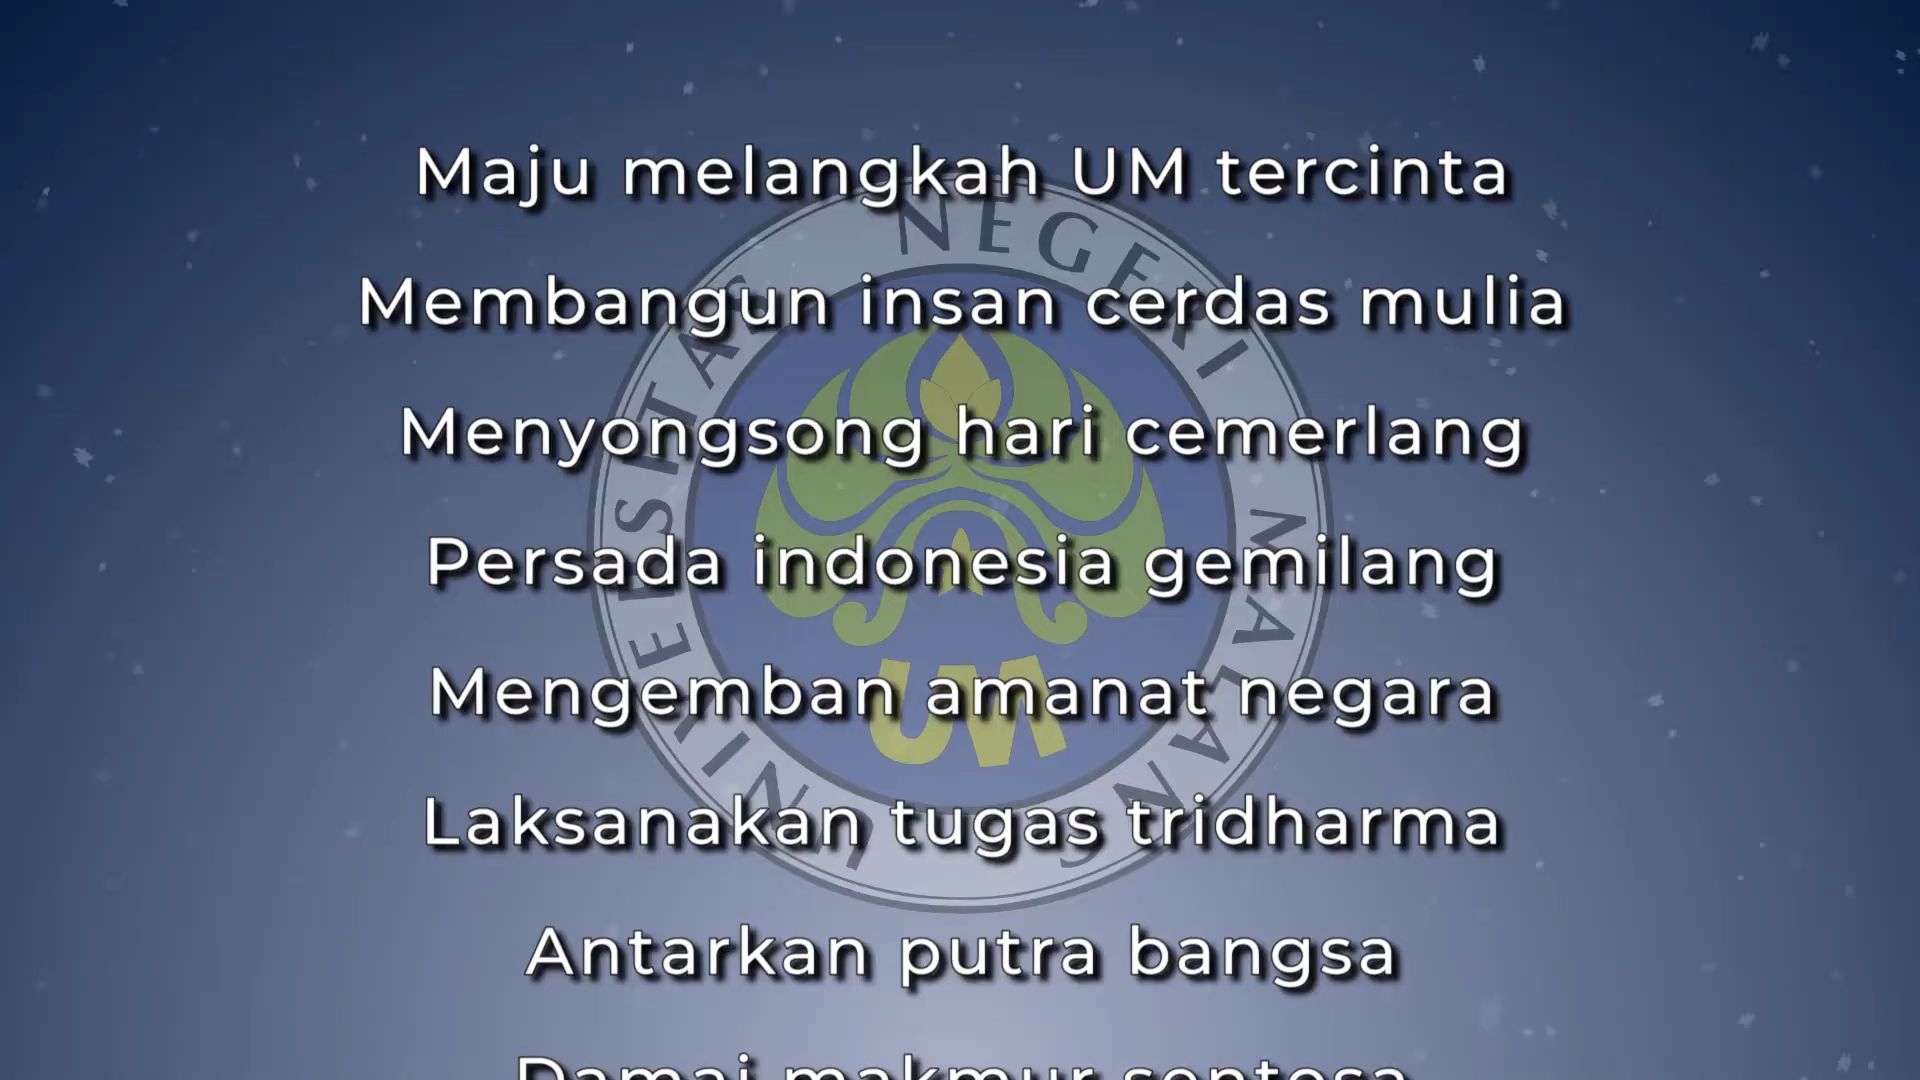 Maju melangkah UM tercinta
Membangun insan cerdas mulia
Menyongsong hari cemerlang
Persada indonesia gemilang
Mengemban amanat negara
Laksanakan tugas tridharma
Antarkan putra bangsa
Damai makmur sentosa
UNIVERSITAS NEGERI MALANG
UM